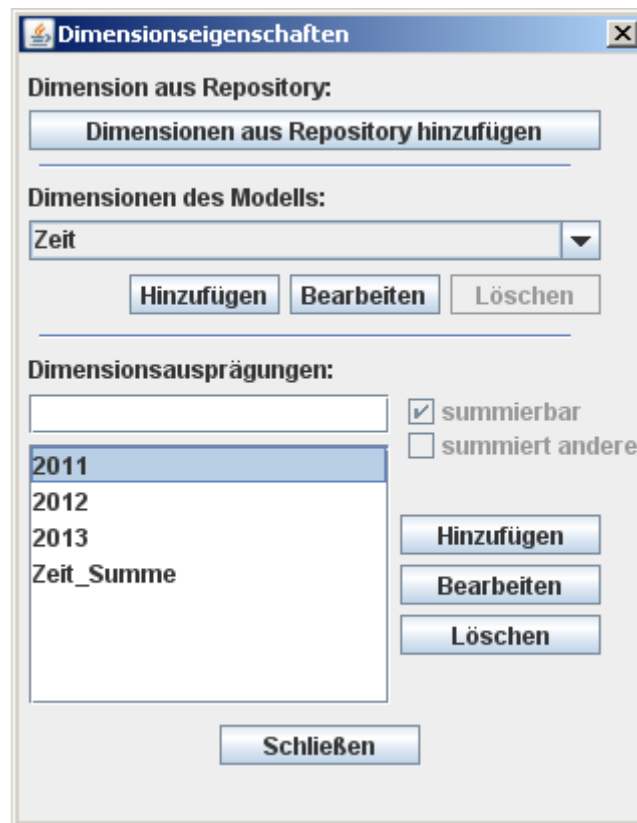 Dimensionseigenschaften
Dimension aus Repository:
Dimensionen aus Repository hinzufügen
Dimensionen des Modells:
Zeit
Hinzufügen Bearbeiten Löschen
Dimensionsausprägungen:
summierbar
summiert andere
2011
2012
2013
Zeit_Summe
Hinzufügen
Bearbeiten
Löschen
Schließen